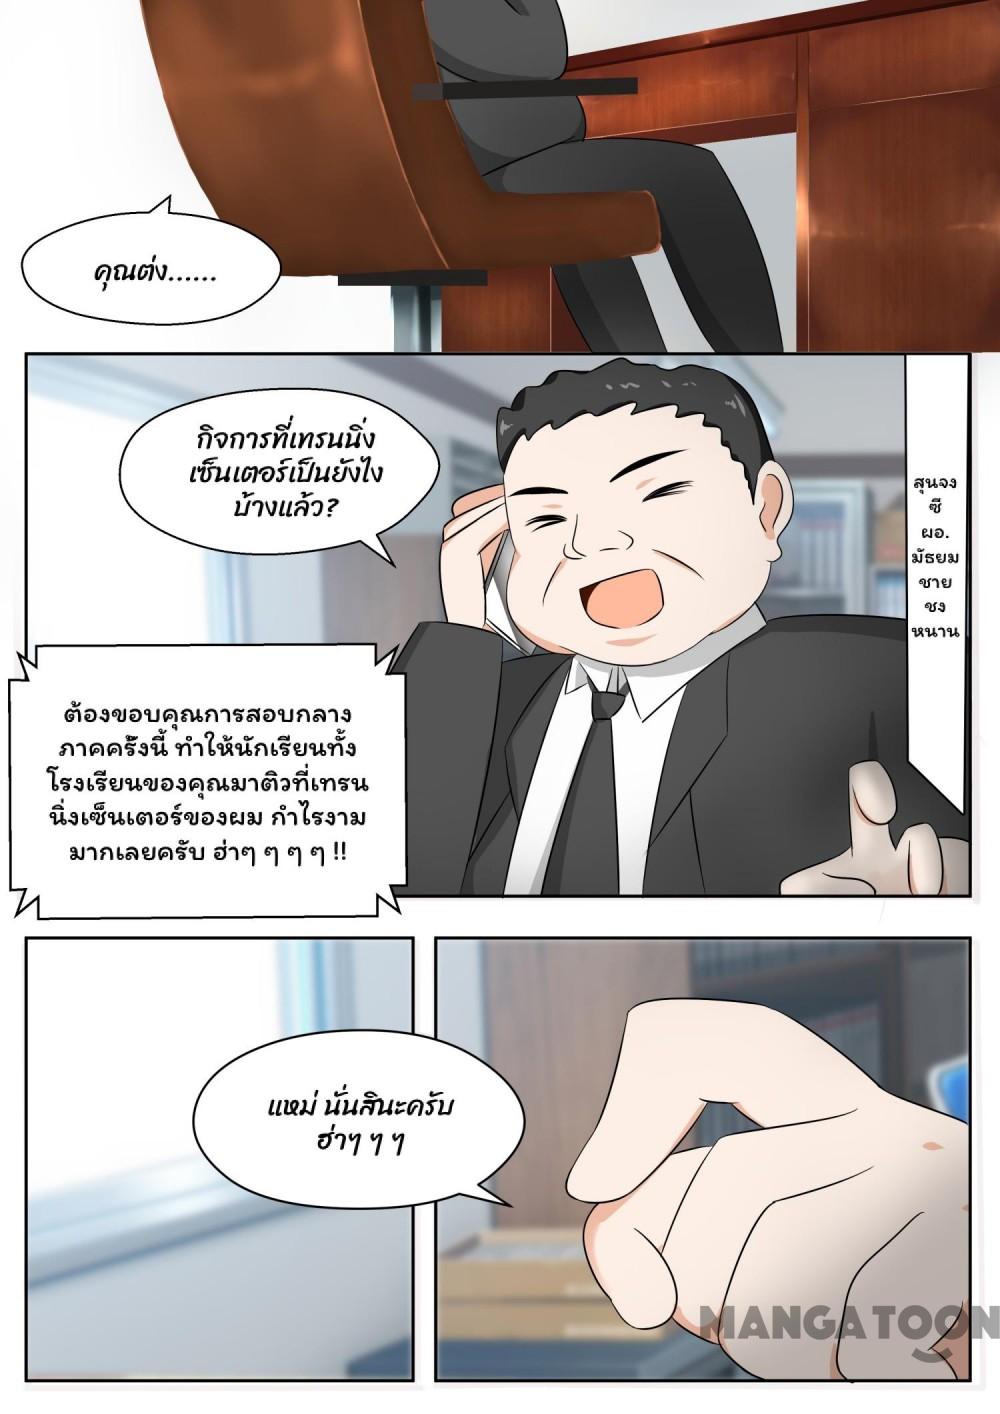 คุณต่ง......
กิจการที่เทรนนิ่ง
เซ็นเตอร์เป็นยังไง
บ้างแล้ว?
สุนจง
ซี
ผอ.
มัธยม
ชาย
ชง
หนาน
ต้องขอบคุณการสอบกลาง
ภาคครั้งนี้ ทำให้นักเรียนทั้ง
โรงเรียนของคุณมาติวที่เทรน
นิ่งเซ็นเตอร์ของผม กำไรงาม
มากเลยครับ ฮ่าๆ ๆ ๆ ๆ !!
แหม่ นั่นสินะครับ
ฮ่าๆ ๆ ๆ
MANGATOON